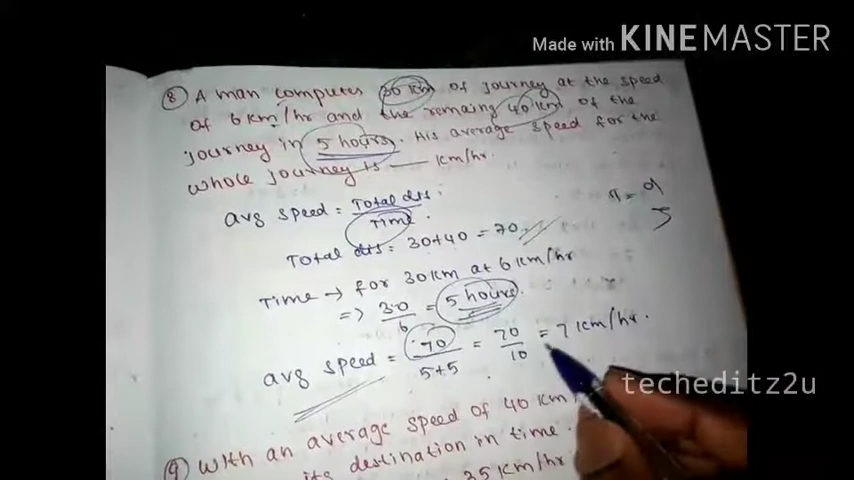 Made with KINEMASTER
⑧ A man computes 30 km of journey at the speed
of 6 km/hr and the remaing 40 km of the
journey in 5 hours. His average speed for the
whole journey is — km/hr.
avg speed = Total dis / Time
Total dis = 30+40 = 70
Time → for 30 km at 6 km/hr
=> 30/6 = 5 hours
avg speed = 70/5+5 = 70/10 = 7 km/hr.
techeditz2u
⑨ With an average speed of 40 km/
its destination in time.
35 km/hr